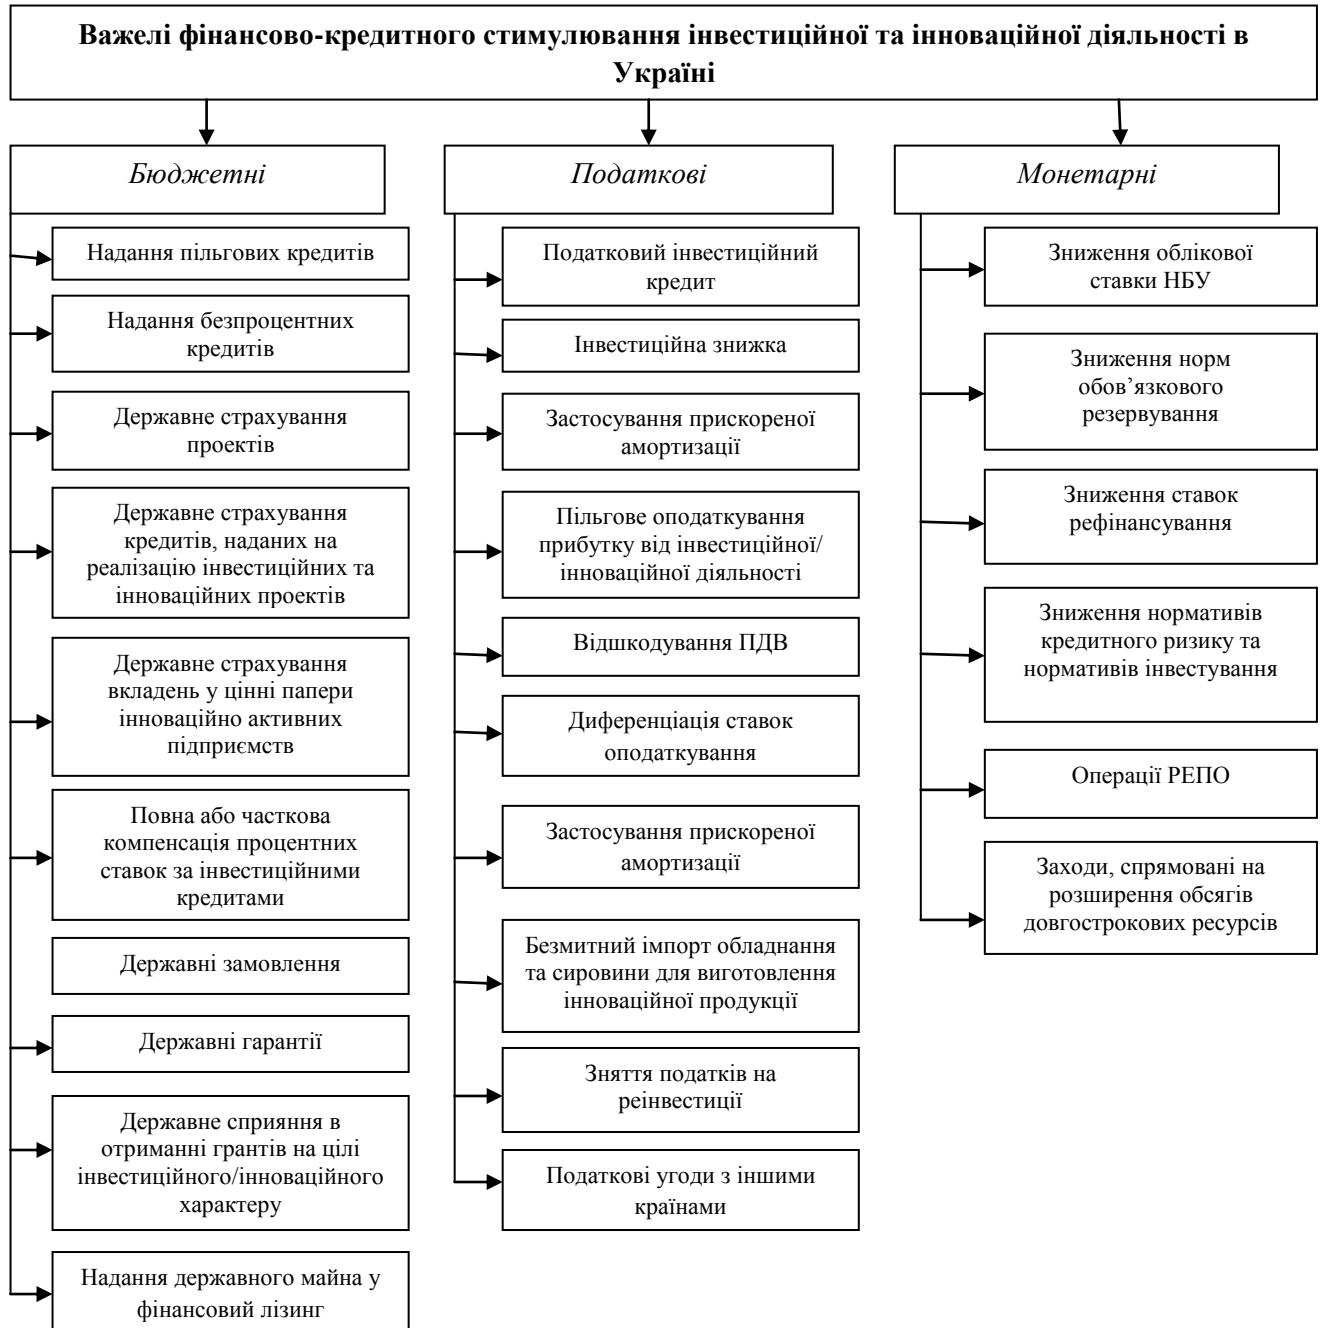 Важелі фінансово-кредитного стимулювання інвестиційної та інноваційної діяльності в
Україні
Бюджетні
Надання пільгових кредитів
Надання безпроцентних
кредитів
Державне страхування
проектів
Державне страхування
кредитів, наданих на
реалізацію інвестиційних та
інноваційних проектів
Державне страхування
вкладень у цінні папери
інноваційно активних
підприємств
Повна або часткова
компенсація процентних
ставок за інвестиційними
кредитами
Державні замовлення
Державні гарантії
Державне сприяння в
отриманні грантів на цілі
інвестиційного/інноваційного
характеру
Надання державного майна у
фінансовий лізинг
Податкові
Податковий інвестиційний
кредит
Інвестиційна знижка
Застосування прискореної
амортизації
Пільгове оподаткування
прибутку від інвестиційної/
інноваційної діяльності
Відшкодування ПДВ
Диференціація ставок
оподаткування
Застосування прискореної
амортизації
Безмитний імпорт обладнання
та сировини для виготовлення
інноваційної продукції
Зняття податків на
реінвестиції
Податкові угоди з іншими
країнами
Монетарні
Зниження облікової
ставки НБУ
Зниження норм
обов’язкового
резервування
Зниження ставок
рефінансування
Зниження нормативів
кредитного ризику та
нормативів інвестування
Операції РЕПО
Заходи, спрямовані на
розширення обсягів
довгострокових ресурсів